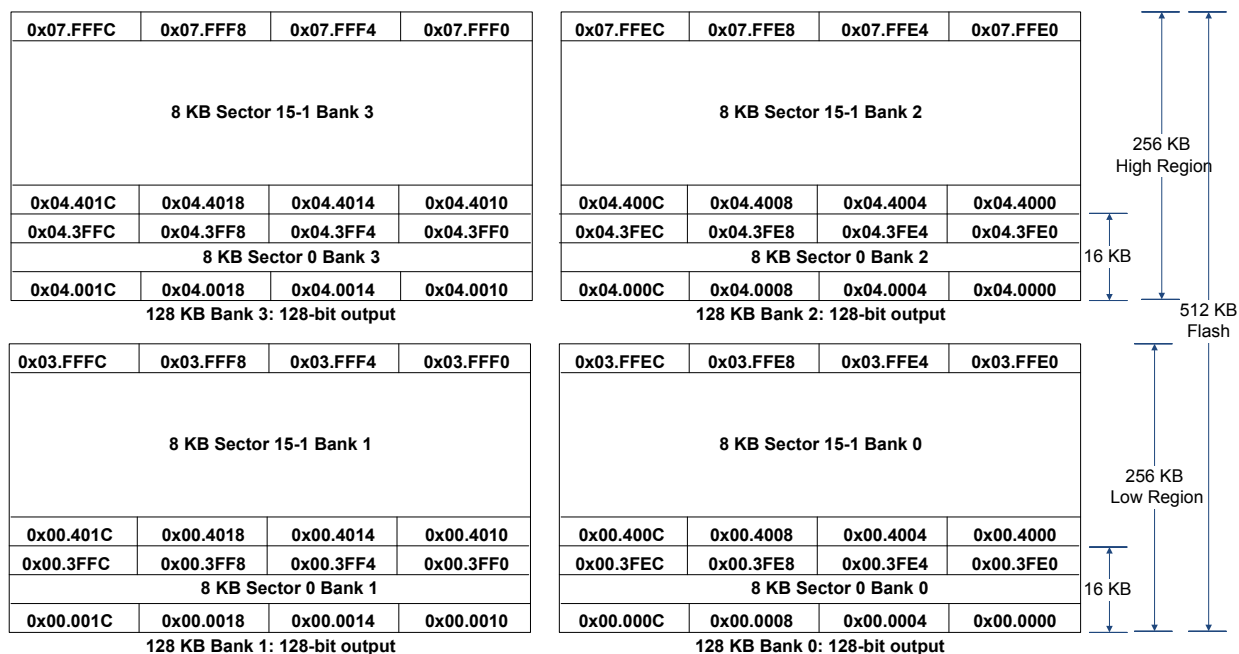 0x07.FFFC 0x07.FFF8 0x07.FFF4 0x07.FFF0 0x07.FFEC 0x07.FFE8 0x07.FFE4 0x07.FFE0
8 KB Sector 15-1 Bank 3 8 KB Sector 15-1 Bank 2
256 KB
High Region
0x04.401C 0x04.4018 0x04.4014 0x04.4010 0x04.400C 0x04.4008 0x04.4004 0x04.4000
0x04.3FFC 0x04.3FF8 0x04.3FF4 0x04.3FF0 0x04.3FEC 0x04.3FE8 0x04.3FE4 0x04.3FE0
8 KB Sector 0 Bank 3 8 KB Sector 0 Bank 2 16 KB
0x04.001C 0x04.0018 0x04.0014 0x04.0010 0x04.000C 0x04.0008 0x04.0004 0x04.0000
128 KB Bank 3: 128-bit output 128 KB Bank 2: 128-bit output
512 KB
Flash
0x03.FFFC 0x03.FFF8 0x03.FFF4 0x03.FFF0 0x03.FFEC 0x03.FFE8 0x03.FFE4 0x03.FFE0
8 KB Sector 15-1 Bank 1 8 KB Sector 15-1 Bank 0
256 KB
Low Region
0x00.401C 0x00.4018 0x00.4014 0x00.4010 0x00.400C 0x00.4008 0x00.4004 0x00.4000
0x00.3FFC 0x00.3FF8 0x00.3FF4 0x00.3FF0 0x00.3FEC 0x00.3FE8 0x00.3FE4 0x00.3FE0
8 KB Sector 0 Bank 1 8 KB Sector 0 Bank 0 16 KB
0x00.001C 0x00.0018 0x00.0014 0x00.0010 0x00.000C 0x00.0008 0x00.0004 0x00.0000
128 KB Bank 1: 128-bit output 128 KB Bank 0: 128-bit output